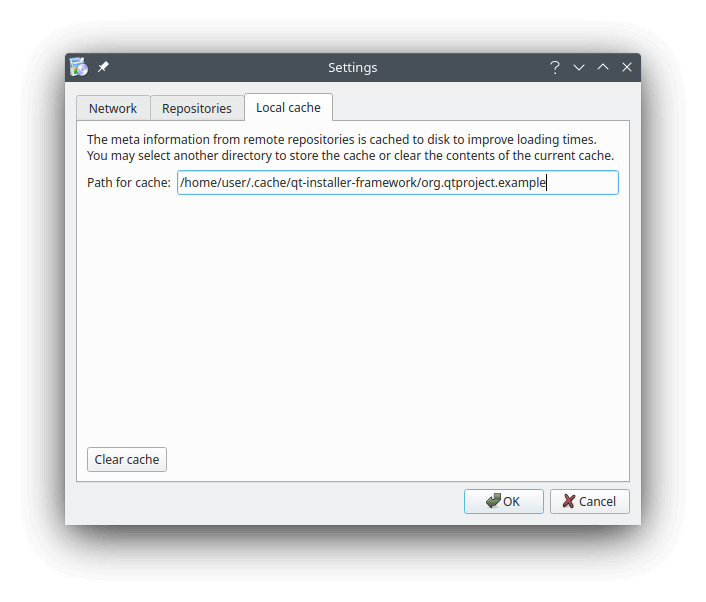 Settings
Network
Repositories
Local cache
The meta information from remote repositories is cached to disk to improve loading times.
You may select another directory to store the cache or clear the contents of the current cache.
Path for cache: /home/user/.cache/qt-installer-framework/org.qtproject.example
Clear cache
OK
Cancel